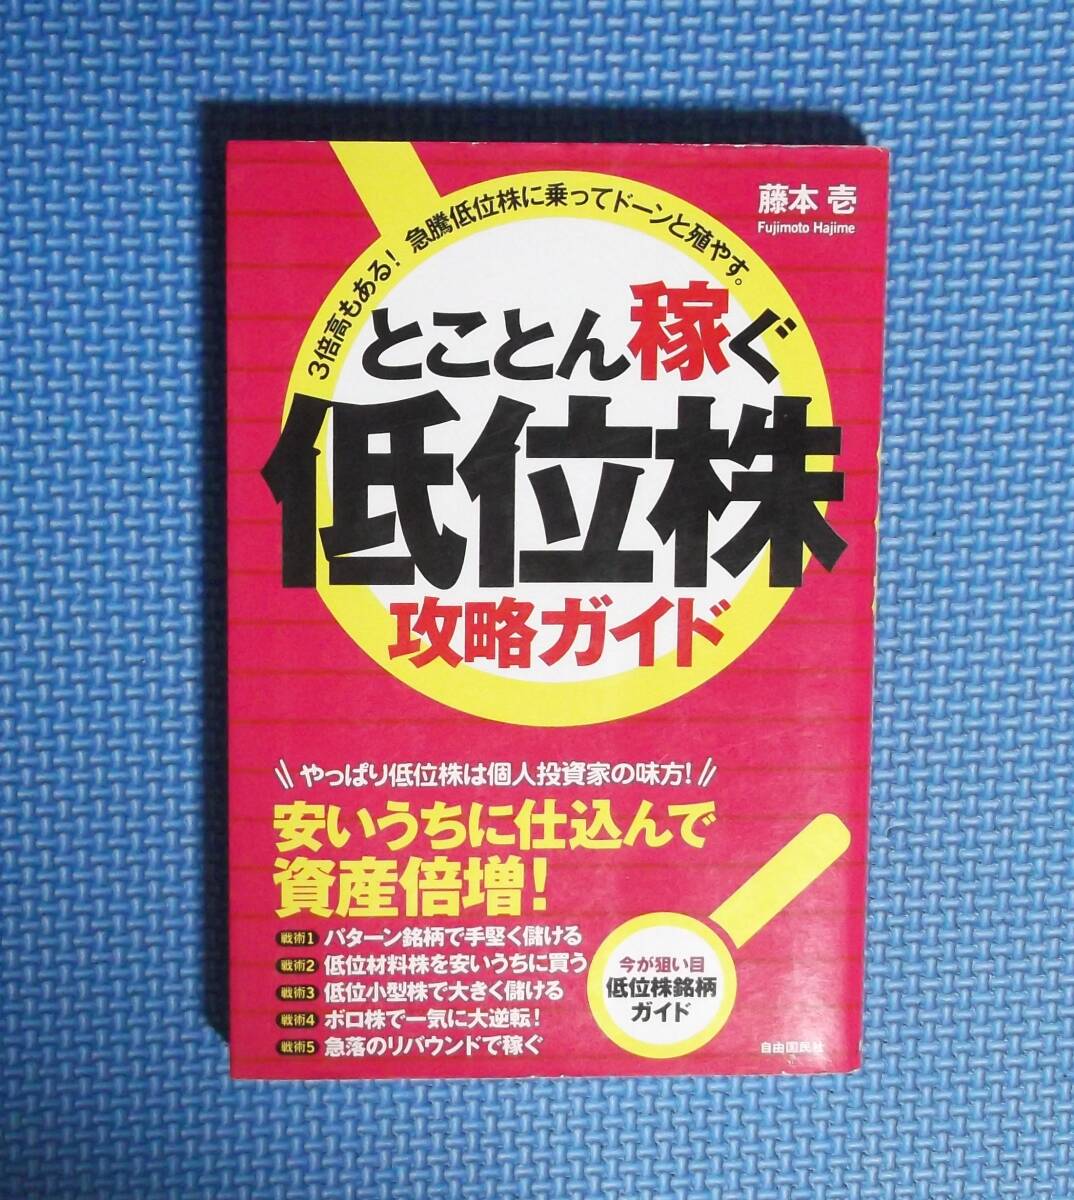 藤本 壱
Fujimoto Hajime
3倍高もある！ 急騰低位株に乗ってドーンと殖やす。
とことん稼ぐ
低位株
攻略ガイド
やっぱり低位株は個人投資家の味方！
安いうちに仕込んで
資産倍増！
戦術1 パターン銘柄で手堅く儲ける
戦術2 低位材料株を安いうちに買う
戦術3 低位小型株で大きく儲ける
戦術4 ボロ株で一気に大逆転！
戦術5 急落のリバウンドで稼ぐ
今が狙い目
低位株銘柄
ガイド
自由国民社